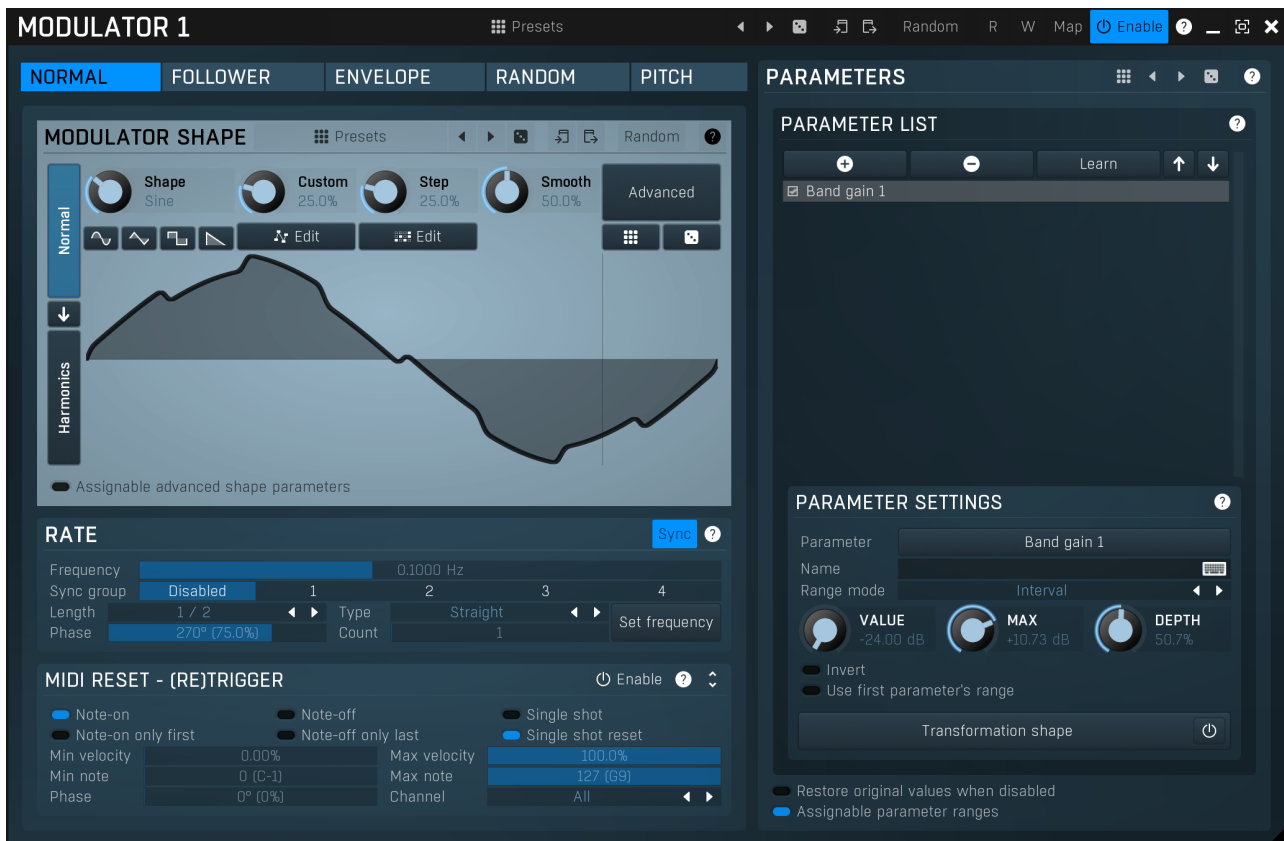 MODULATOR 1
Presets
Random R W Map Enable ?
NORMAL FOLLOWER ENVELOPE RANDOM PITCH
MODULATOR SHAPE Presets Random ?
Normal
Harmonics
Shape
Sine
Custom
25.0%
Step
25.0%
Smooth
50.0%
Advanced
Edit Edit
Assignable advanced shape parameters
RATE Sync ?
Frequency 0.1000 Hz
Sync group Disabled 1 2 3 4
Length 1 / 2 Type Straight
Phase 270° (75.0%) Count 1
Set frequency
MIDI RESET - (RE)TRIGGER Enable ?
Note-on Note-off Single shot
Note-on only first Note-off only last Single shot reset
Min velocity 0.00% Max velocity 100.0%
Min note 0 (C-1) Max note 127 (G9)
Phase 0° (0%) Channel All
PARAMETERS ?
PARAMETER LIST ?
Learn
Band gain 1
PARAMETER SETTINGS ?
Parameter Band gain 1
Name
Range mode Interval
VALUE
-24.00 dB
MAX
+10.73 dB
DEPTH
50.7%
Invert
Use first parameter's range
Transformation shape
Restore original values when disabled
Assignable parameter ranges